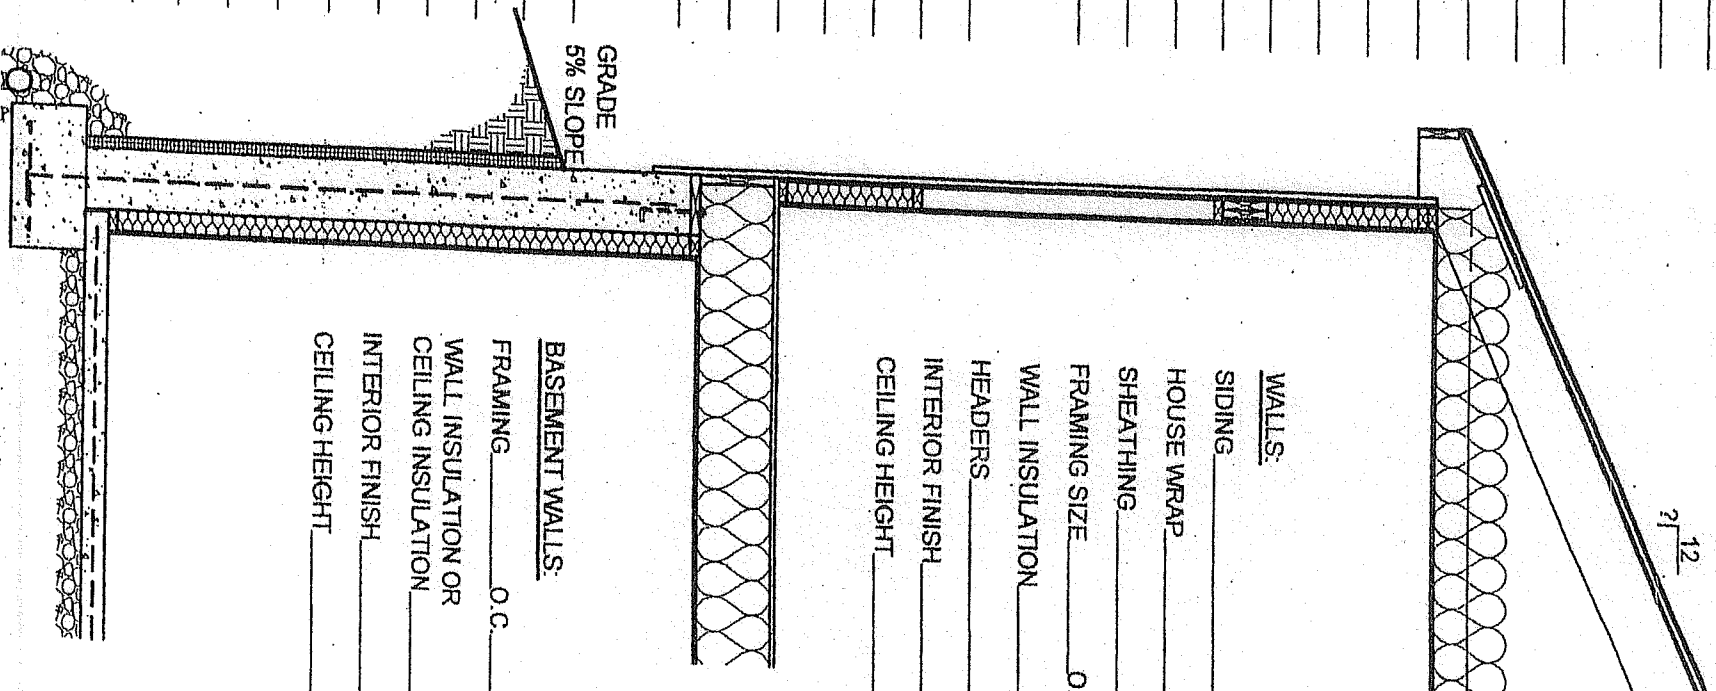 ?
12
WALLS:
SIDING
HOUSE WRAP
SHEATHING
FRAMING SIZE O
WALL INSULATION
HEADERS
INTERIOR FINISH
CEILING HEIGHT
GRADE
5% SLOPE
BASEMENT WALLS:
FRAMING O.C.
WALL INSULATION OR
CEILING INSULATION
INTERIOR FINISH
CEILING HEIGHT